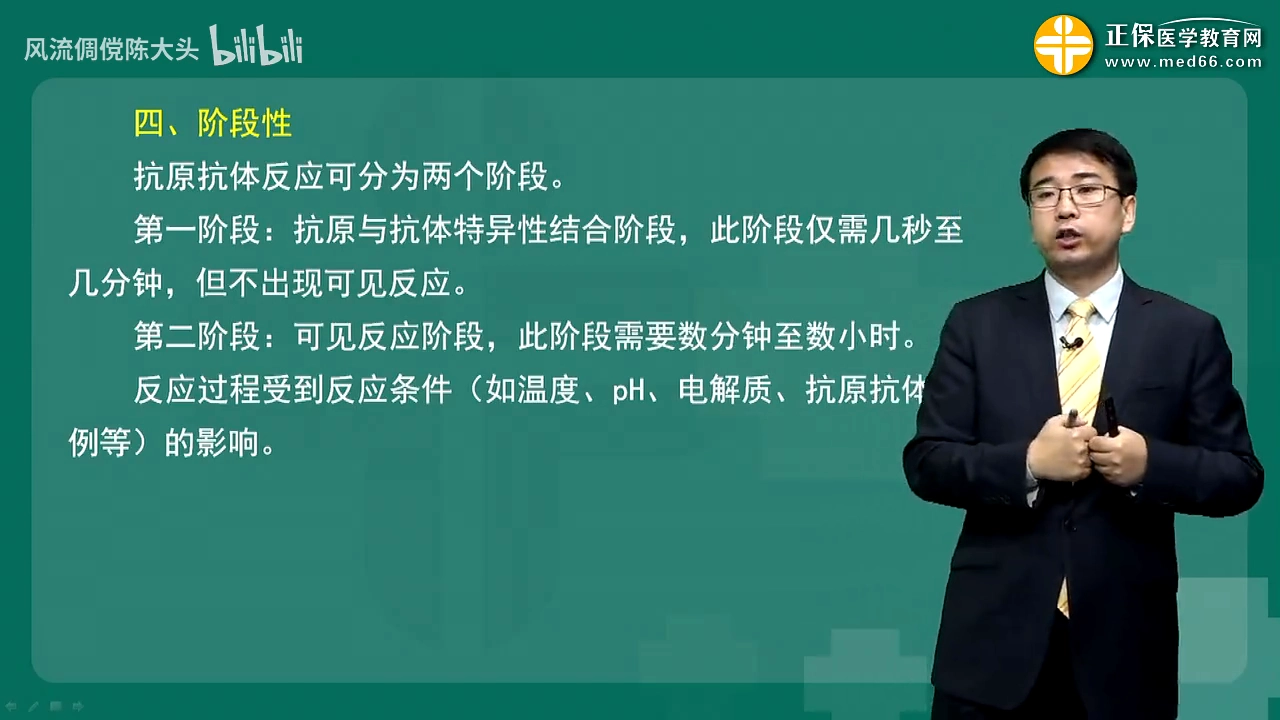 风流倜傥陈大头 bilibili
正保医学教育网
www.med66.com
四、阶段性
抗原抗体反应可分为两个阶段。
第一阶段：抗原与抗体特异性结合阶段，此阶段仅需几秒至
几分钟，但不出现可见反应。
第二阶段：可见反应阶段，此阶段需要数分钟至数小时。
反应过程受到反应条件（如温度、pH、电解质、抗原抗体
例等）的影响。